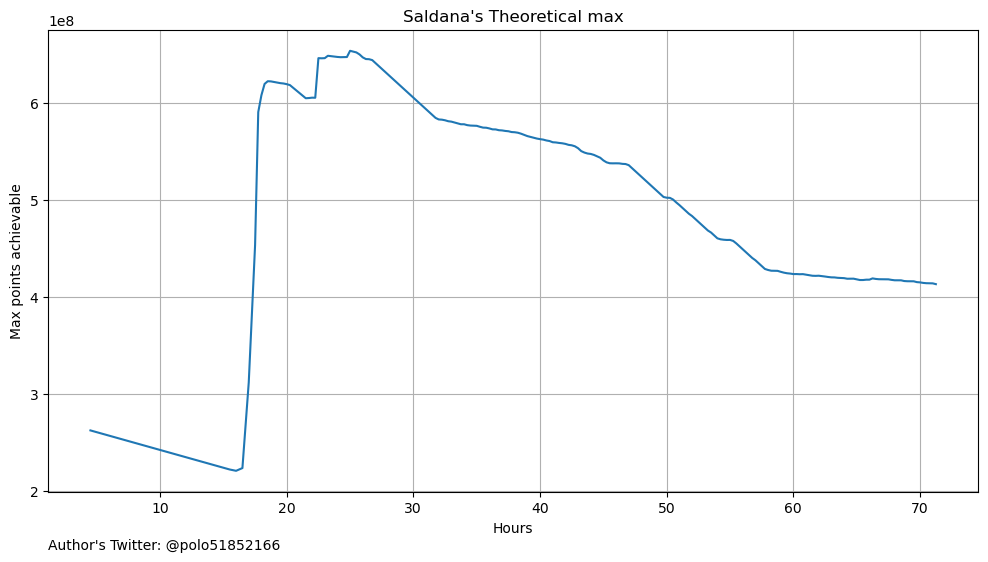 Saldana's Theoretical max
1e8
6
5
4
3
2
Max points achievable
10 20 30 40 50 60 70
Hours
Author's Twitter: @polo51852166